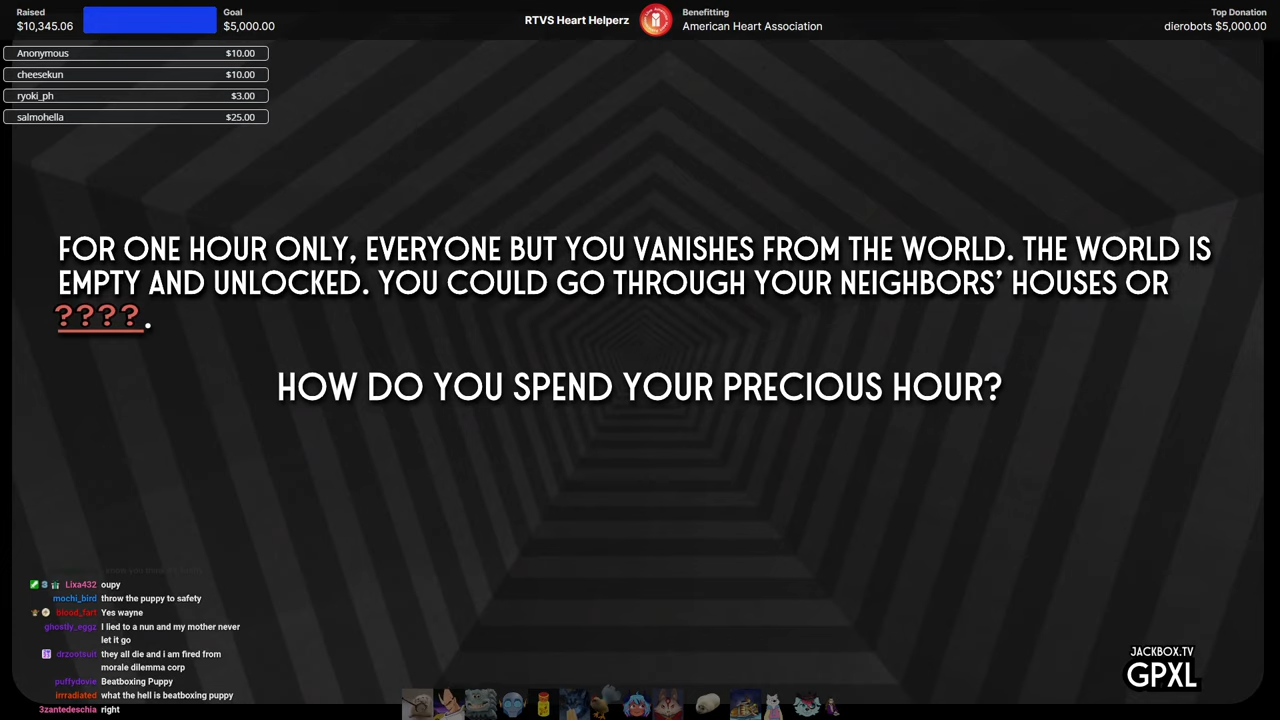 Raised
$10,345.06
Goal
$5,000.00
RTVS Heart Helperz
Benefitting
American Heart Association
Top Donation
dierobots $5,000.00
Anonymous $10.00
cheesekun $10.00
ryoki_ph $3.00
salmohella $25.00
FOR ONE HOUR ONLY, EVERYONE BUT YOU VANISHES FROM THE WORLD. THE WORLD IS
EMPTY AND UNLOCKED. YOU COULD GO THROUGH YOUR NEIGHBORS' HOUSES OR
????.
HOW DO YOU SPEND YOUR PRECIOUS HOUR?
Lixa432 oupy
mochi_bird throw the puppy to safety
blood_fart Yes wayne
ghostly_eggz I lied to a nun and my mother never
let it go
drzootsuit they all die and i am fired from
morale dilemma corp
puffydovie Beatboxing Puppy
irrradiated what the hell is beatboxing puppy
3zantedeschia right
JACKBOX.TV
GPXL